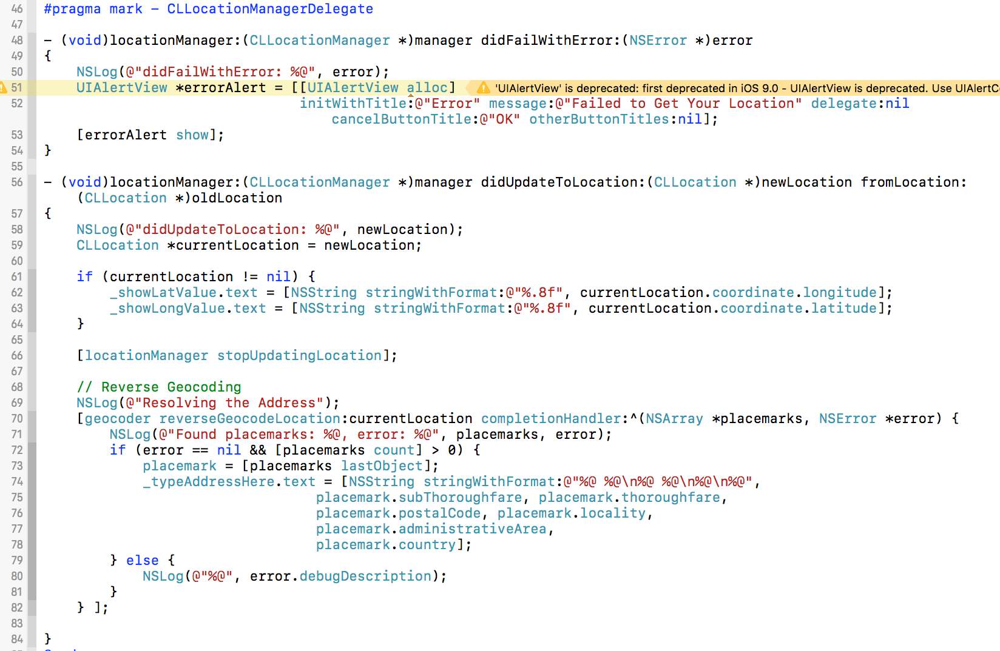 46 #pragma mark - CLLocationManagerDelegate
47
48 - (void)locationManager:(CLLocationManager *)manager didFailWithError:(NSError *)error
49 {
50 NSLog(@"didFailWithError: %@", error);
51 UIAlertView *errorAlert = [[UIAlertView alloc] 'UIAlertView' is deprecated: first deprecated in iOS 9.0 - UIAlertView is deprecated. Use UIAlertC
52 initWithTitle:@"Error" message:@"Failed to Get Your Location" delegate:nil
cancelButtonTitle:@"OK" otherButtonTitles:nil];
53 [errorAlert show];
54 }
55
56 - (void)locationManager:(CLLocationManager *)manager didUpdateToLocation:(CLLocation *)newLocation fromLocation:
(CLLocation *)oldLocation
57 {
58 NSLog(@"didUpdateToLocation: %@", newLocation);
59 CLLocation *currentLocation = newLocation;
60
61 if (currentLocation != nil) {
62 _showLatValue.text = [NSString stringWithFormat:@"%.8f", currentLocation.coordinate.longitude];
63 _showLongValue.text = [NSString stringWithFormat:@"%.8f", currentLocation.coordinate.latitude];
64 }
65
66 [locationManager stopUpdatingLocation];
67
68 // Reverse Geocoding
69 NSLog(@"Resolving the Address");
70 [geocoder reverseGeocodeLocation:currentLocation completionHandler:^(NSArray *placemarks, NSError *error) {
71 NSLog(@"Found placemarks: %@, error: %@", placemarks, error);
72 if (error == nil && [placemarks count] > 0) {
73 placemark = [placemarks lastObject];
74 _typeAddressHere.text = [NSString stringWithFormat:@"%@ %@\n%@ %@\n%@\n%@",
75 placemark.subThoroughfare, placemark.thoroughfare,
76 placemark.postalCode, placemark.locality,
77 placemark.administrativeArea,
78 placemark.country];
79 } else {
80 NSLog(@"%@", error.debugDescription);
81 }
82 } ];
83
84 }